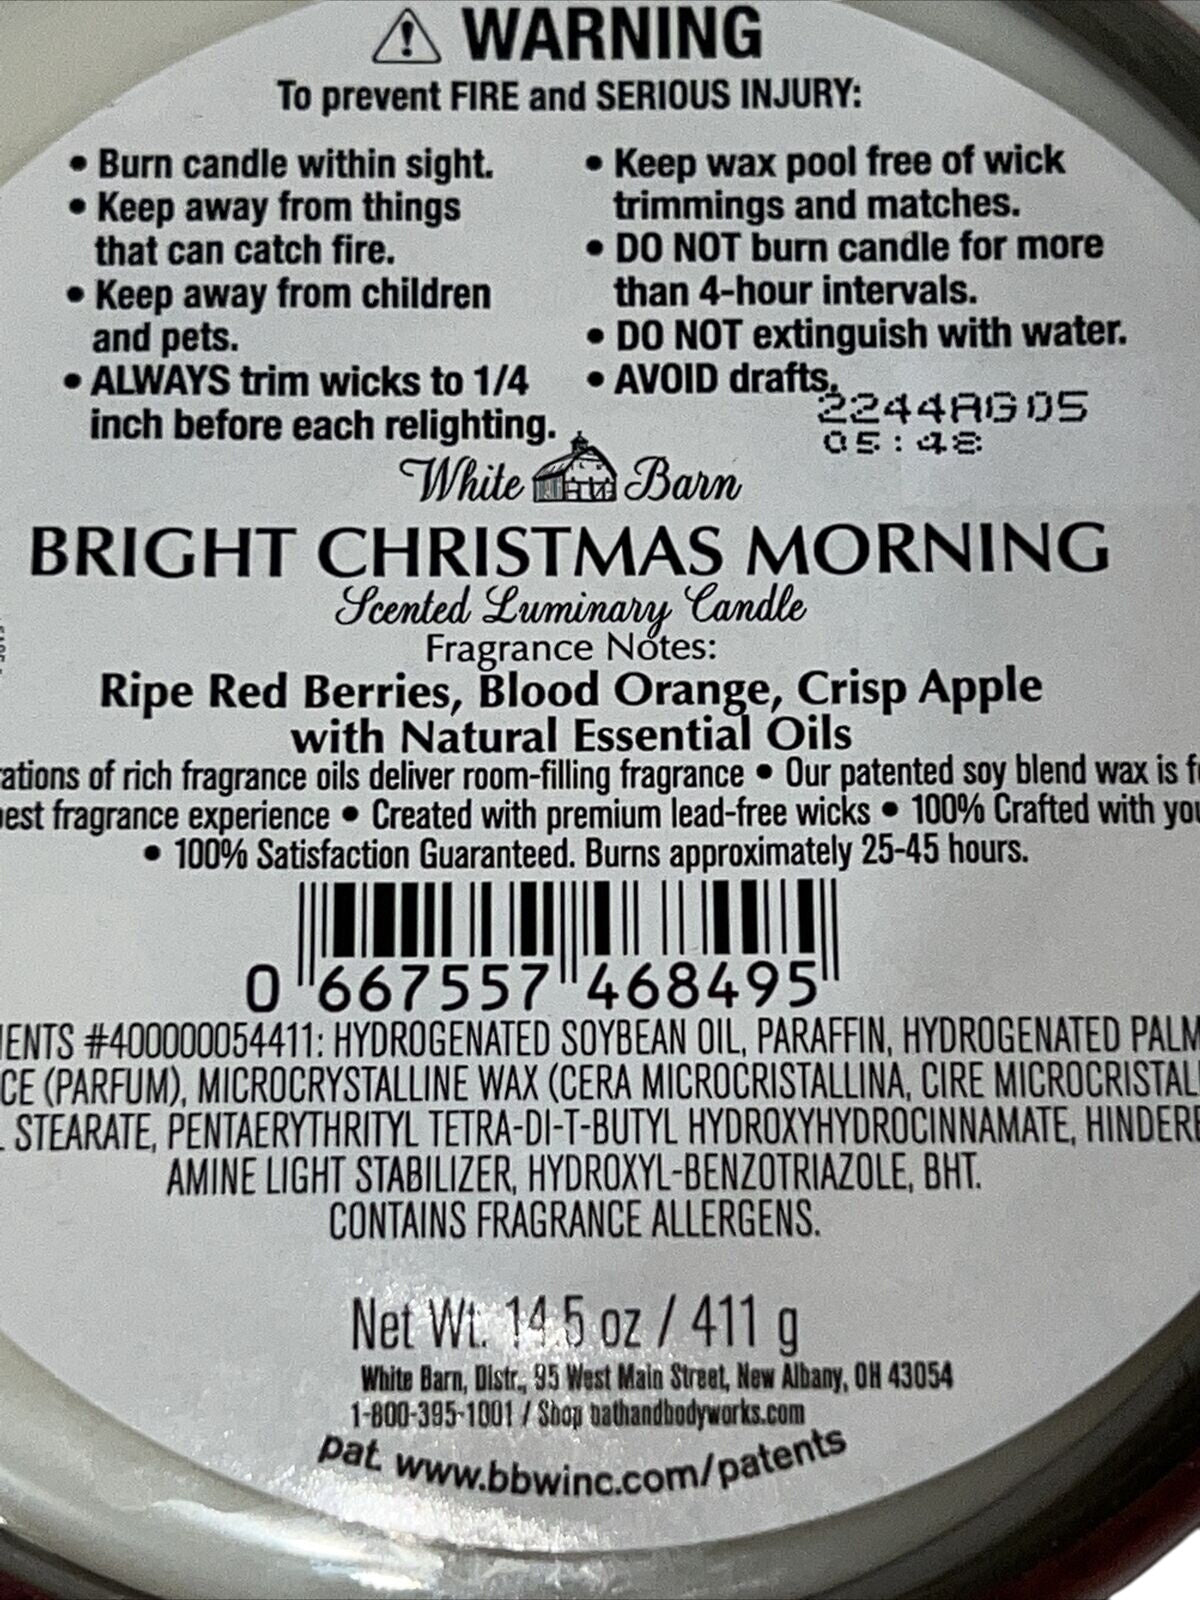 WARNING
To prevent FIRE and SERIOUS INJURY:
• Burn candle within sight.
• Keep away from things
that can catch fire.
• Keep away from children
and pets.
• ALWAYS trim wicks to 1/4
inch before each relighting.
• Keep wax pool free of wick
trimmings and matches.
• DO NOT burn candle for more
than 4-hour intervals.
• DO NOT extinguish with water.
• AVOID drafts.
2244AG05
05:48
White Barn
BRIGHT CHRISTMAS MORNING
Scented Luminary Candle
Fragrance Notes:
Ripe Red Berries, Blood Orange, Crisp Apple
with Natural Essential Oils
rations of rich fragrance oils deliver room-filling fragrance • Our patented soy blend wax is f
est fragrance experience • Created with premium lead-free wicks • 100% Crafted with you
• 100% Satisfaction Guaranteed. Burns approximately 25-45 hours.
0 667557 468495
IENTS #400000054411: HYDROGENATED SOYBEAN OIL, PARAFFIN, HYDROGENATED PALM
CE (PARFUM), MICROCRYSTALLINE WAX (CERA MICROCRISTALLINA, CIRE MICROCRISTAL
STEARATE, PENTAERYTHRITYL TETRA-DI-T-BUTYL HYDROXYHYDROCINNAMATE, HINDERE
AMINE LIGHT STABILIZER, HYDROXYL-BENZOTRIAZOLE, BHT.
CONTAINS FRAGRANCE ALLERGENS.
Net Wt. 14.5 oz / 411 g
White Barn, Distr., 95 West Main Street, New Albany, OH 43054
1-800-395-1001 / Shop bathandbodyworks.com
pat. www.bbwinc.com/patents